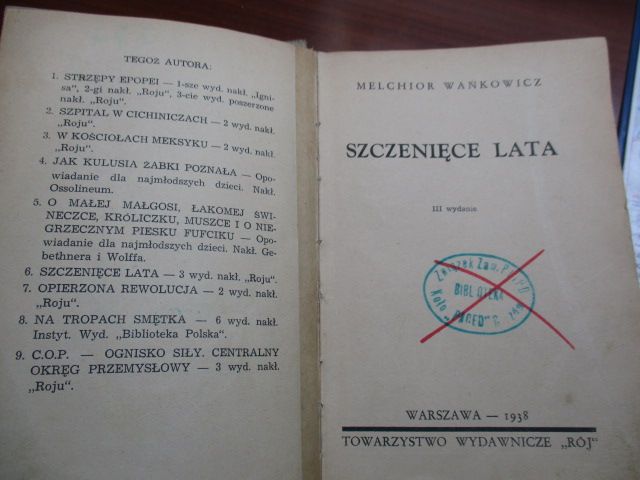 TEGOŻ AUTORA:
1. STRZĘPY EPOPEI — 1-sze wyd. nakł. „Igni-
sa“, 2-gi nakł. „Roju“, 3-cie wyd. poszerzone
nakł. „Roju“.
2. SZPITAL W CICHINICZACH — 2 wyd. nakł.
„Roju“.
3. W KOŚCIOŁACH MEKSYKU — 2 wyd. nakł.
„Roju“.
4. JAK KULUSIA ŻABKI POZNAŁA — Opo-
wiadanie dla najmłodszych dzieci. Nakł.
Ossolineum.
5. O MAŁEJ MAŁGOSI, ŁAKOMEJ ŚWI-
NECZCE, KRÓLICZKU, MUSZCE I O NIE-
GRZECZNYM PIESKU FUFCIKU — Opo-
wiadanie dla najmłodszych dzieci. Nakł. Ge-
bethnera i Wolffa.
6. SZCZENIĘCE LATA — 3 wyd. nakł. „Roju“.
7. OPIERZONA REWOLUCJA — 2 wyd. nakł.
„Roju“.
8. NA TROPACH SMĘTKA — 6 wyd. nakł.
Instyt. Wyd. „Biblioteka Polska“.
9. C.O.P. — OGNISKO SIŁY. CENTRALNY
OKRĘG PRZEMYSŁOWY — 3 wyd. nakł.
„Roju“.
MELCHIOR WAŃKOWICZ
SZCZENIĘCE LATA
III wydanie
Związek Zaw.
BIBLIOTEKA
Koło „PAGED“
WARSZAWA — 1938
TOWARZYSTWO WYDAWNICZE „RÓJ“